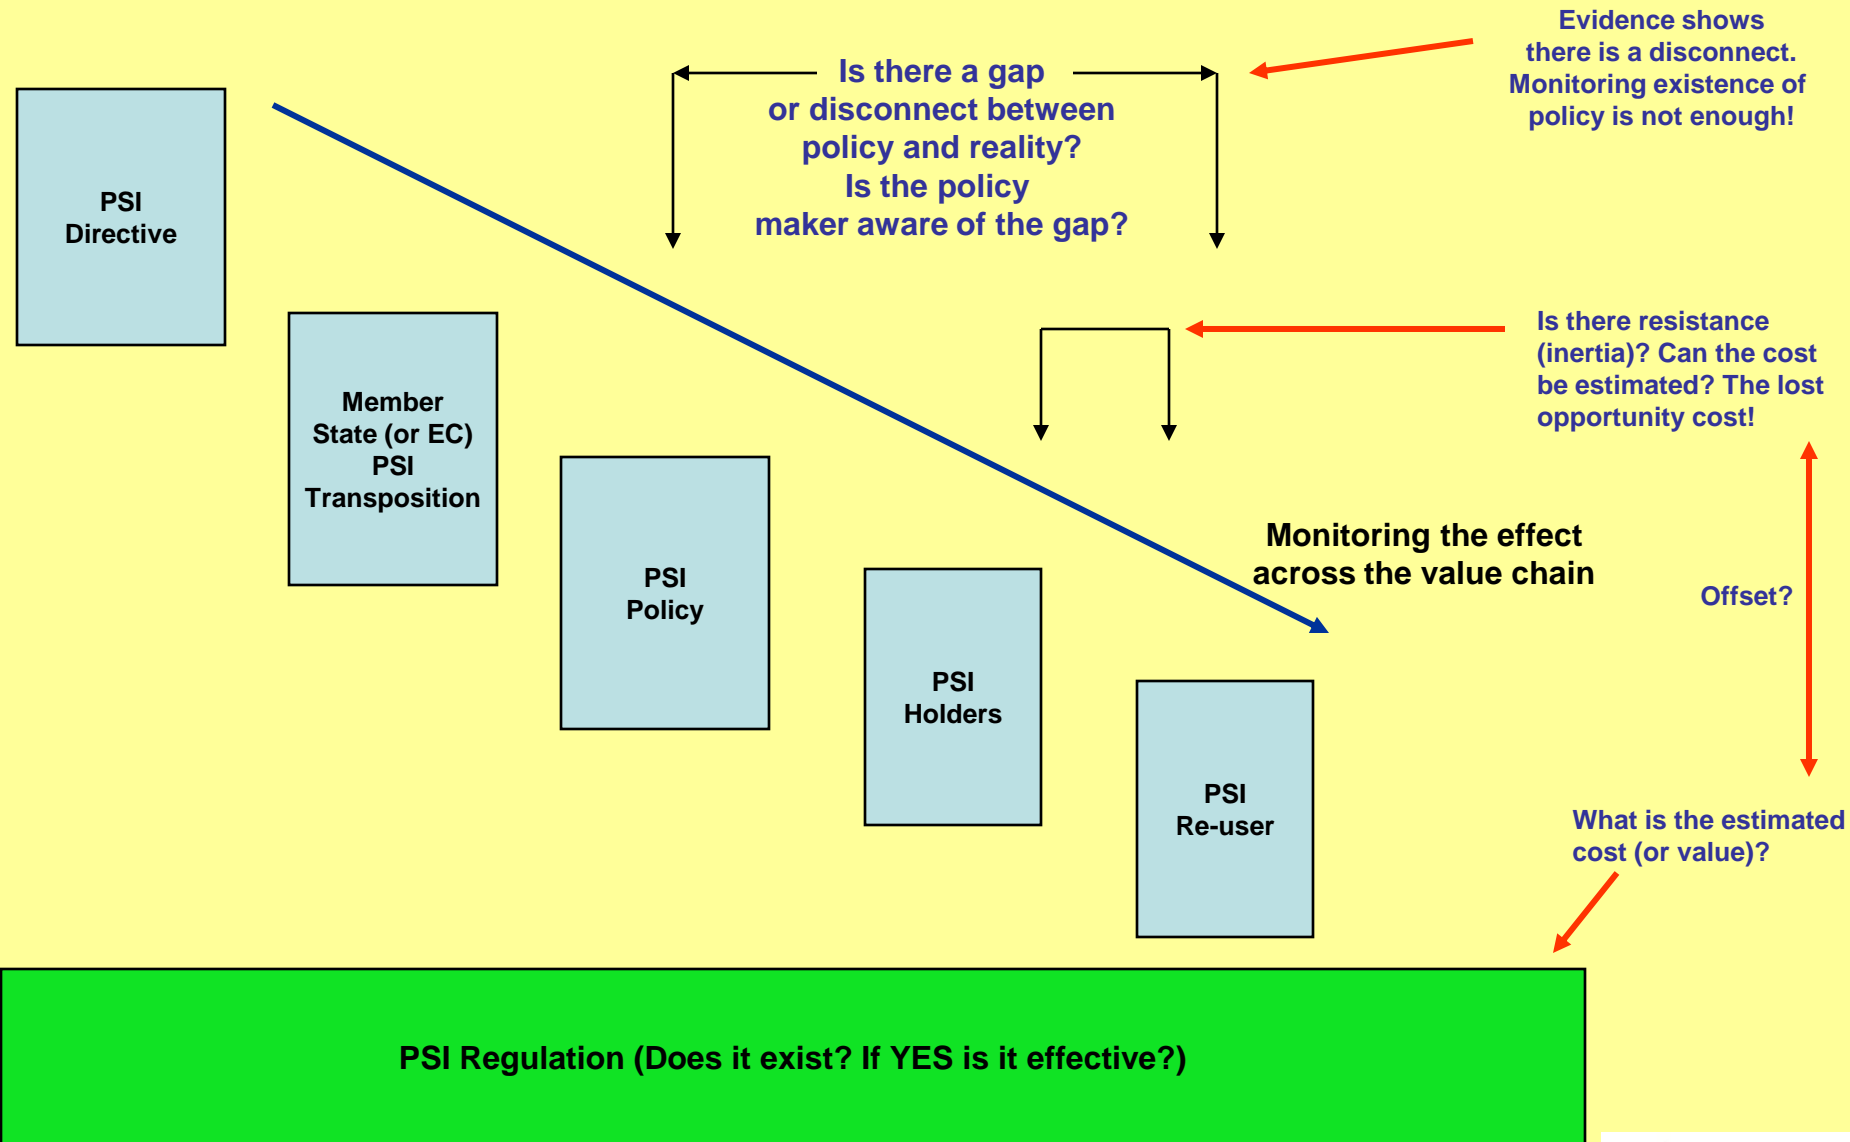 Evidence shows
there is a disconnect.
Monitoring existence of
policy is not enough!
Is there a gap
or disconnect between
policy and reality?
Is the policy
maker aware of the gap?
PSI
Directive
Is there resistance
(inertia)? Can the cost
be estimated? The lost
opportunity cost!
Member
State (or EC)
PSI
Transposition
Monitoring the effect
across the value chain
PSI
Policy
Offset?
PSI
Holders
PSI
Re-user
What is the estimated
cost (or value)?
PSI Regulation (Does it exist? If YES is it effective?)